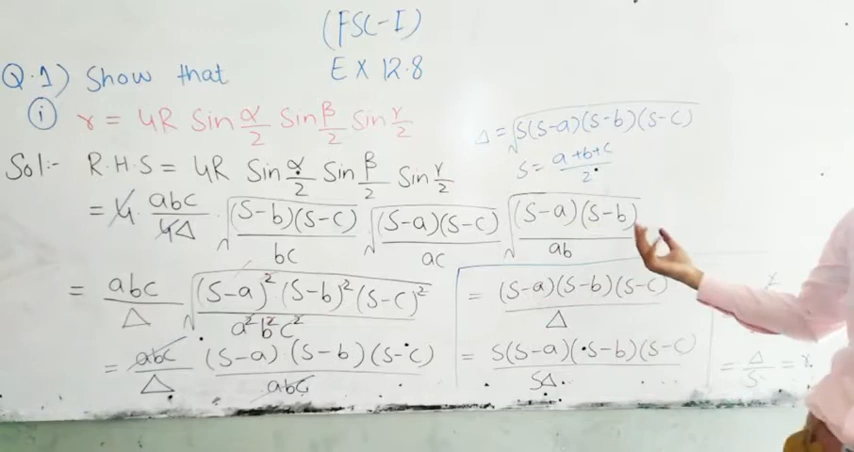 (FSC-I)
Q.1) Show that EX 12.8
(i) r = 4R Sin α/2 Sin β/2 Sin γ/2
Δ = √(S(S-a)(S-b)(S-c))
S = (a+b+c)/2
Sol:- R.H.S = 4R Sin α/2 Sin β/2 Sin γ/2
= 4 · abc/4Δ · √((S-b)(S-c)/bc) √((S-a)(S-c)/ac) √((S-a)(S-b)/ab)
= abc/Δ √((S-a)²(S-b)²(S-c)²/a²b²c²)
= abc/Δ (S-a)(S-b)(S-c)/abc
= (S-a)(S-b)(S-c)/Δ
= S(S-a)(S-b)(S-c)/SΔ
= Δ/S = r